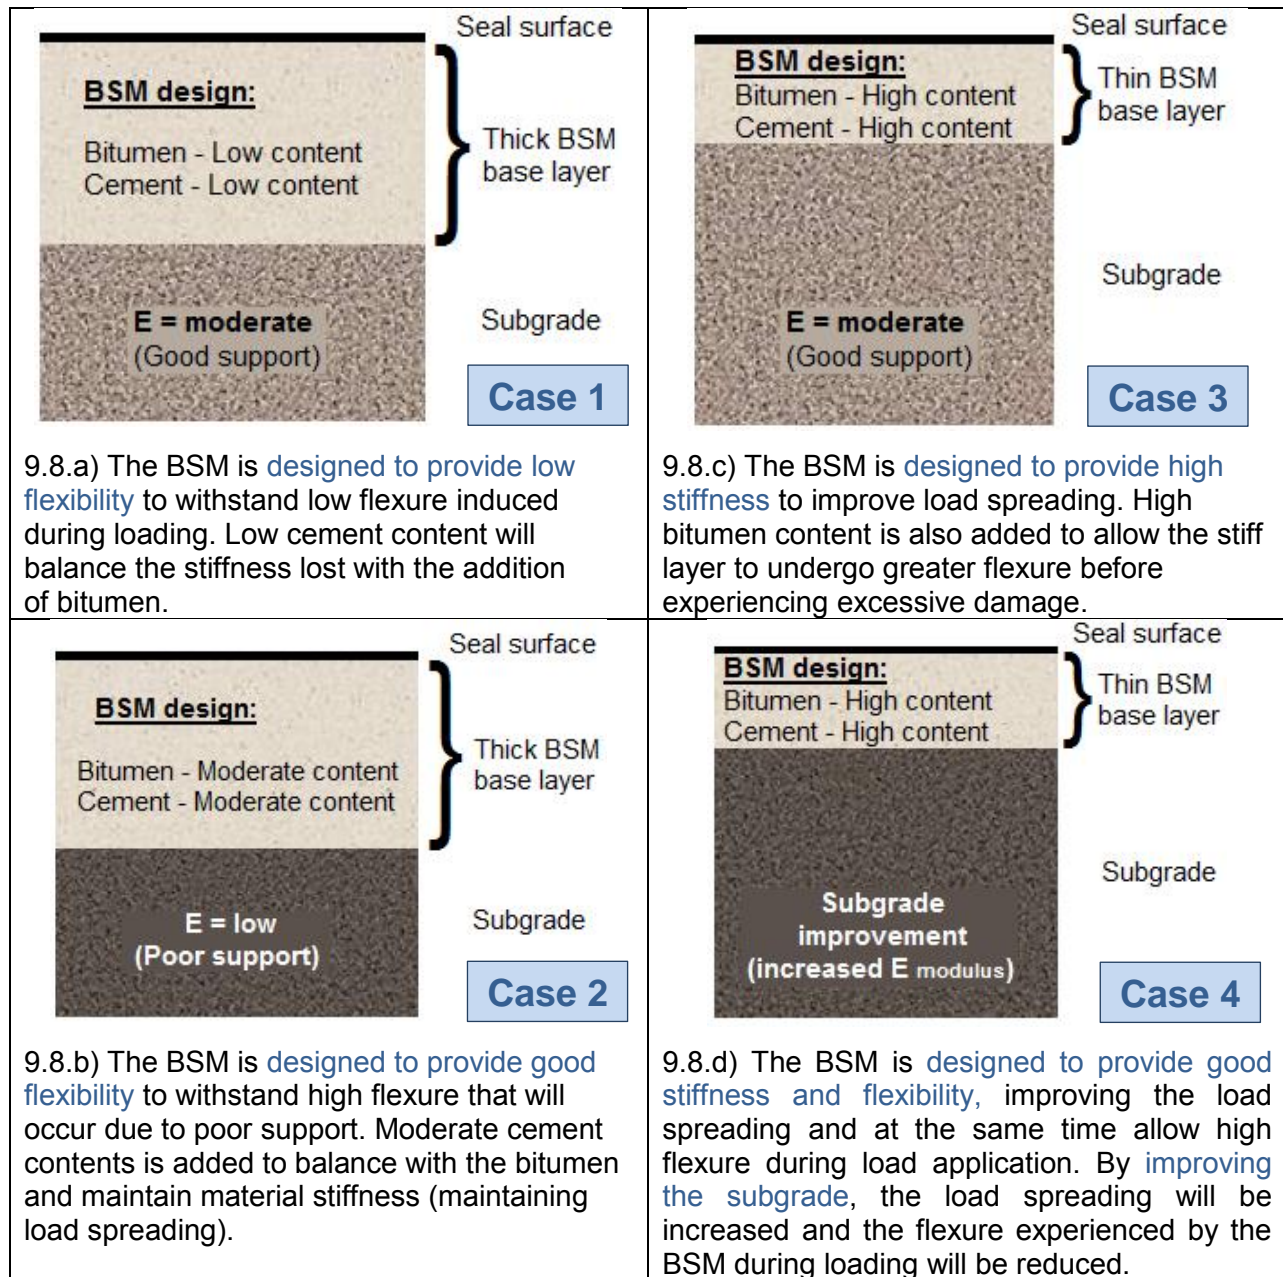 Seal surface
BSM design:
Bitumen - Low content
Cement - Low content
Thick BSM
base layer
E = moderate
(Good support)
Subgrade
Case 1
9.8.a) The BSM is designed to provide low
flexibility to withstand low flexure induced
during loading. Low cement content will
balance the stiffness lost with the addition
of bitumen.
Seal surface
BSM design:
Bitumen - High content
Cement - High content
Thin BSM
base layer
Subgrade
E = moderate
(Good support)
Case 3
9.8.c) The BSM is designed to provide high
stiffness to improve load spreading. High
bitumen content is also added to allow the stiff
layer to undergo greater flexure before
experiencing excessive damage.
Seal surface
BSM design:
Bitumen - Moderate content
Cement - Moderate content
Thick BSM
base layer
E = low
(Poor support)
Subgrade
Case 2
9.8.b) The BSM is designed to provide good
flexibility to withstand high flexure that will
occur due to poor support. Moderate cement
contents is added to balance with the bitumen
and maintain material stiffness (maintaining
load spreading).
Seal surface
BSM design:
Bitumen - High content
Cement - High content
Thin BSM
base layer
Subgrade
Subgrade
improvement
(increased E modulus)
Case 4
9.8.d) The BSM is designed to provide good
stiffness and flexibility, improving the load
spreading and at the same time allow high
flexure during load application. By improving
the subgrade, the load spreading will be
increased and the flexure experienced by the
BSM during loading will be reduced.